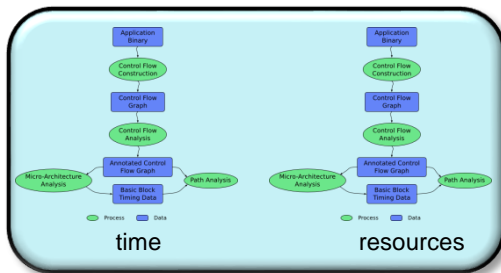 Application
Binary
Control Flow
Construction
Control Flow
Graph
Control Flow
Analysis
Annotated Control
Flow Graph
Micro-Architecture
Analysis
Path Analysis
Basic Block
Timing Data
Process
Data
time
Application
Binary
Control Flow
Construction
Control Flow
Graph
Control Flow
Analysis
Annotated Control
Flow Graph
Micro-Architecture
Analysis
Path Analysis
Basic Block
Timing Data
Process
Data
resources